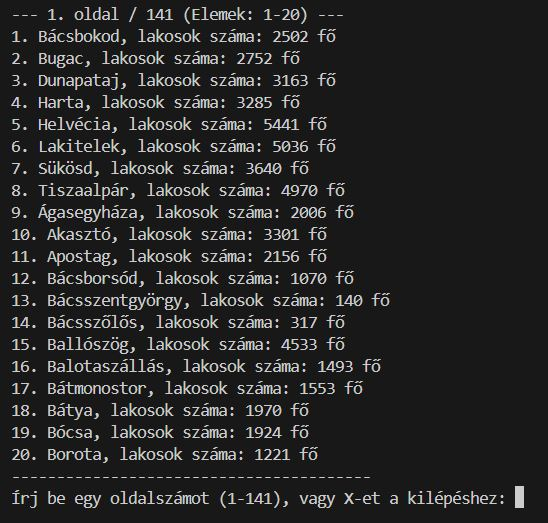 --- 1. oldal / 141 (Elemek: 1-20) ---
1. Bácsbokod, lakosok száma: 2502 fő
2. Bugac, lakosok száma: 2752 fő
3. Dunapataj, lakosok száma: 3163 fő
4. Harta, lakosok száma: 3285 fő
5. Helvécia, lakosok száma: 5441 fő
6. Lakitelek, lakosok száma: 5036 fő
7. Sükösd, lakosok száma: 3640 fő
8. Tiszaalpár, lakosok száma: 4970 fő
9. Ágasegyháza, lakosok száma: 2006 fő
10. Akasztó, lakosok száma: 3301 fő
11. Apostag, lakosok száma: 2156 fő
12. Bácsborsód, lakosok száma: 1070 fő
13. Bácsszentgyörgy, lakosok száma: 140 fő
14. Bácsszőlős, lakosok száma: 317 fő
15. Ballószög, lakosok száma: 4533 fő
16. Balotaszállás, lakosok száma: 1493 fő
17. Bátmonostor, lakosok száma: 1553 fő
18. Bátya, lakosok száma: 1970 fő
19. Bócsa, lakosok száma: 1924 fő
20. Borota, lakosok száma: 1221 fő
----------------------------------------
Írj be egy oldalszámot (1-141), vagy X-et a kilépéshez: